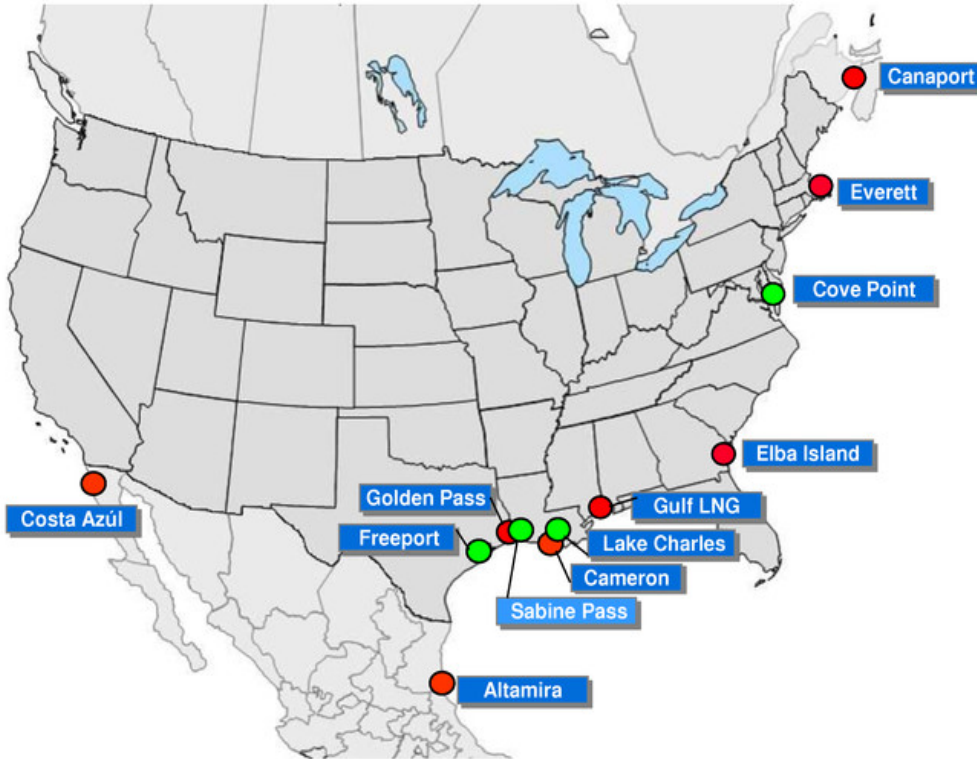 Canaport
Everett
Cove Point
Elba Island
Golden Pass
Gulf LNG
Costa Azúl
Freeport
Lake Charles
Cameron
Sabine Pass
Altamira